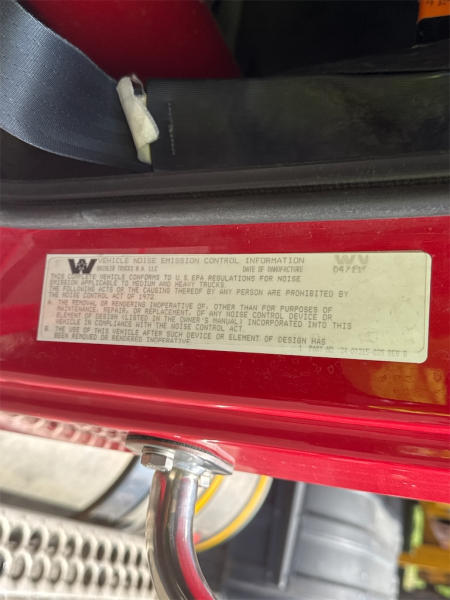 VEHICLE NOISE EMISSION CONTROL INFORMATION
DAIMLER TRUCKS N.A. LLC DATE OF MANUFACTURE
THIS COMPLETE VEHICLE CONFORMS TO U.S.EPA REGULATIONS FOR NOISE
EMISSION APPLICABLE TO MEDIUM AND HEAVY TRUCKS.
THE FOLLOWING ACTS OR THE CAUSING THEREOF BY ANY PERSON ARE PROHIBITED BY
THE NOISE CONTROL ACT OF 1972
A. THE REMOVAL OR RENDERING INOPERATIVE OF, OTHER THAN FOR PURPOSES OF
MAINTENANCE, REPAIR, OR REPLACEMENT, OF ANY NOISE CONTROL DEVICE OR
ELEMENT OF DESIGN (LISTED IN THE OWNER'S MANUAL) INCORPORATED INTO THIS
VEHICLE IN COMPLIANCE WITH THE NOISE CONTROL ACT.
B. THE USE OF THIS VEHICLE AFTER SUCH DEVICE OR ELEMENT OF DESIGN HAS
BEEN REMOVED OR RENDERED INOPERATIVE
PART NO.